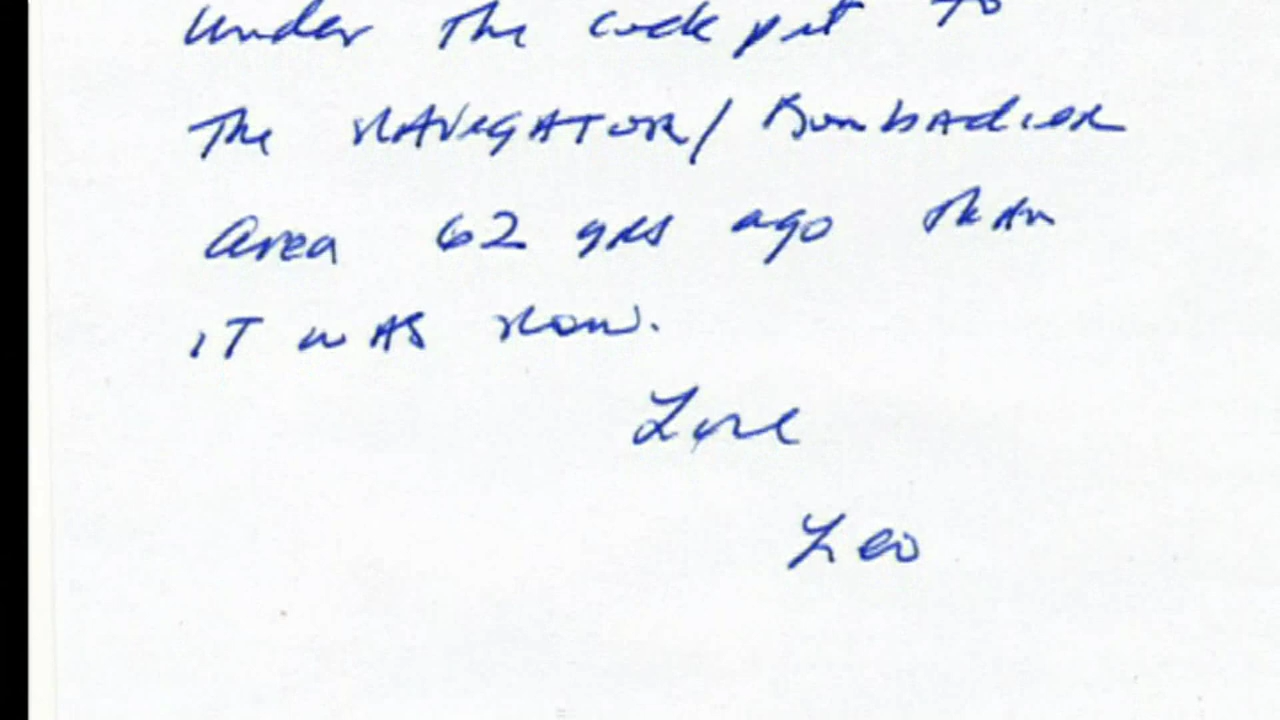 under the cockpit to
The NAVIGATOR/BombAdier
area 62 yrs ago than
IT WAS now.
Love
Leo